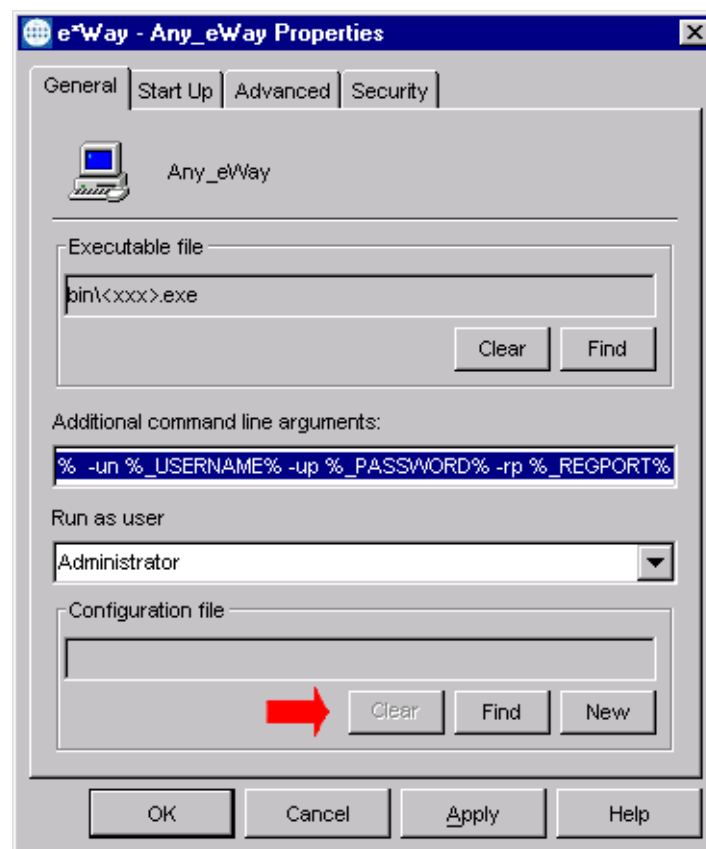 e*Way - Any_eWay Properties
General Start Up Advanced Security
Any_eWay
Executable file
bin\<xxx>.exe
Clear Find
Additional command line arguments:
% -un %_USERNAME% -up %_PASSWORD% -rp %_REGPORT%
Run as user
Administrator
Configuration file
Clear Find New
OK Cancel Apply Help